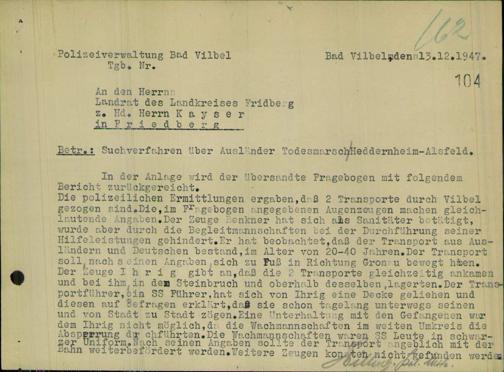 162
Polizeiverwaltung Bad Vilbel Bad Vilbel,den 13.12.1947.
Tgb. Nr.
104
An den Herrn
Landrat des Landkreises Fridberg
z. Hd. Herrn K a y s e r
in F r i e d b e r g
Betr.: Suchverfahren über Ausländer Todesmarsch Heddernheim-Alsfeld.
In der Anlage wird der übersandte Fragebogen mit folgendem
Bericht zurückgereicht.
Die polizeilichen Ermittlungen ergaben,daß 2 Transporte durch Vilbel
gezogen sind.Die,im Fragebogen angegebenen Augenzeugen machen gleich-
lautende Angaben.Der Zeuge Henkner hat sich als Sanitäter betätigt,
wurde aber durch die Begleitmannschaften bei der Durchführung seiner
Hilfeleistungen gehindert.Er hat beobachtet,daß der Transport aus Aus-
ländern und Deutschen bestand,im Alter von 20-40 Jahren.Der Transport
soll,nach seinen Angaben,sich zu Fuß in Richtung Gronau bewegt haben.
Der Zeuge I h r i g gibt an,daß die 2 Transporte gleichzeitig ankamen
und bei ihm,in dem Steinbruch und oberhalb desselben,lagerten.Der Trans-
portführer,ein SS Führer,hat sich von Ihrig eine Decke geliehen und
diesen auf Befragen erklärt,daß sie schon tagelang unterwegs seien
und von Stadt zu Stadt zögen.Eine Unterhaltung mit den Gefangenen war
dem Ihrig nicht möglich,da die Wachmannschaften im weiten Umkreis die
Absperrung durchführten.Die Wachmannschaften waren SS Leute in schwar-
zer Uniform.Nach seinen Angaben sollte der Transport angeblich mit der
Bahn weiterbefördert werden.Weitere Zeugen konnten nicht gefunden werden